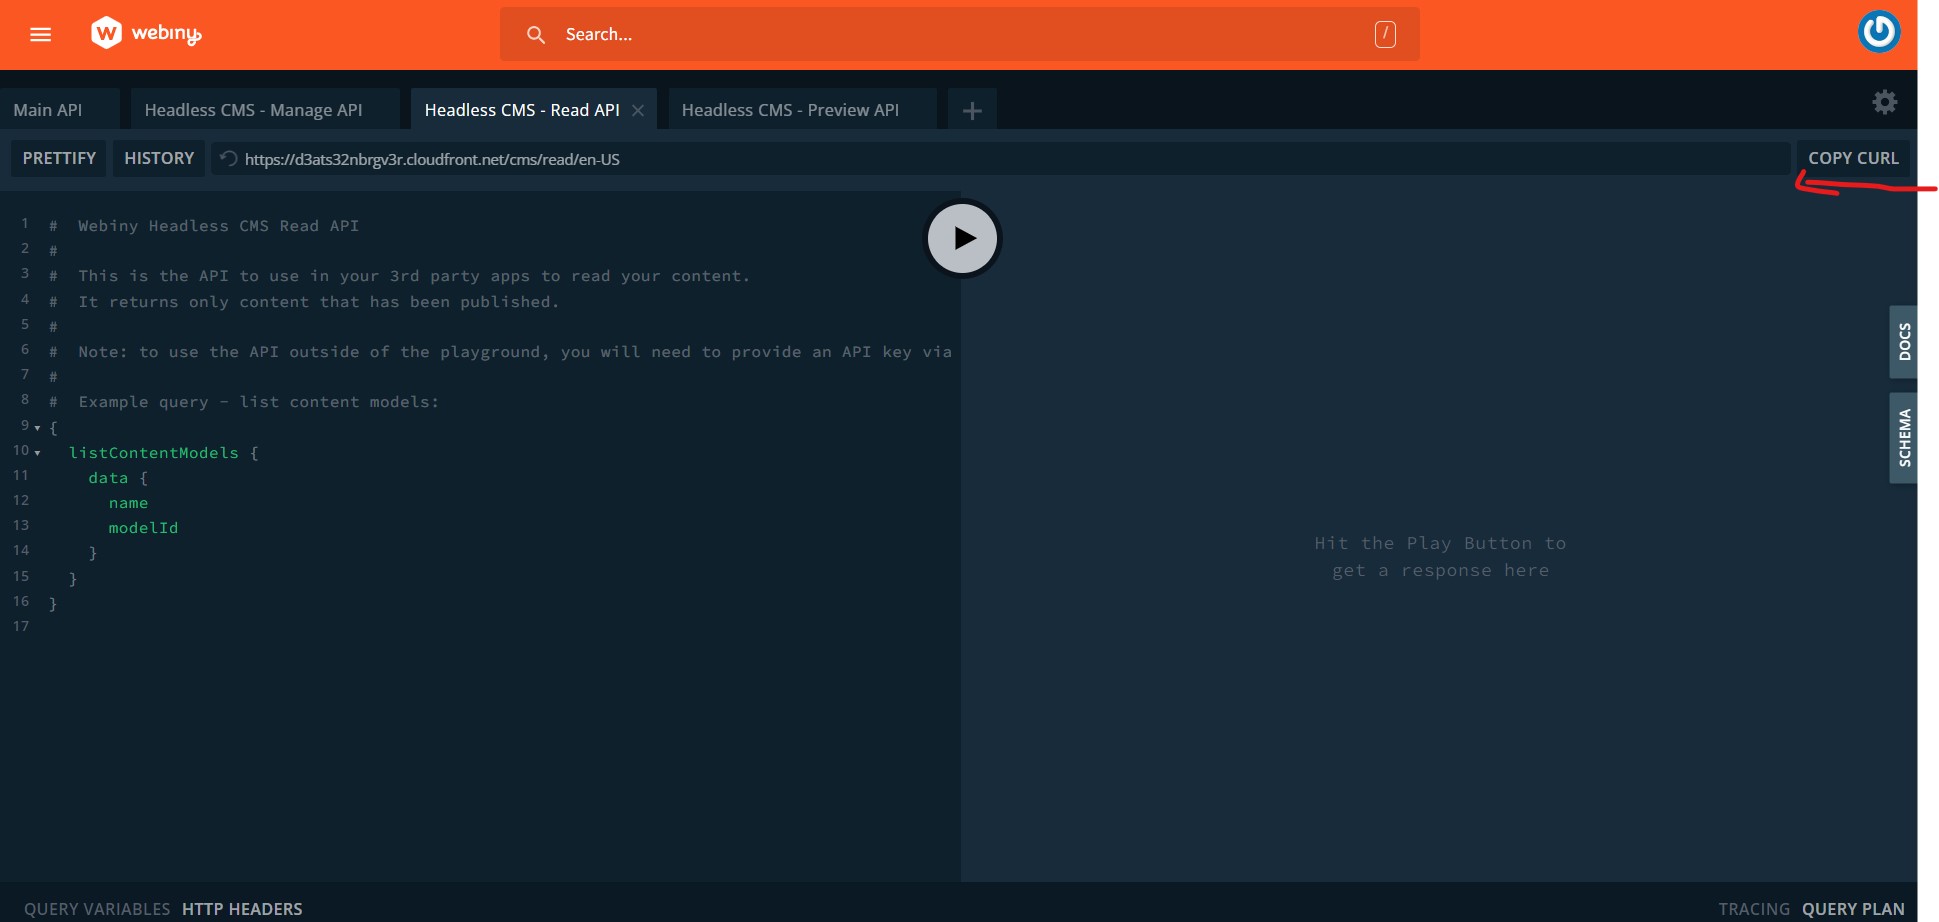 webiny
Search...
/
Main API
Headless CMS - Manage API
Headless CMS - Read API
Headless CMS - Preview API
PRETTIFY
HISTORY
https://d3ats32nbrgv3r.cloudfront.net/cms/read/en-US
COPY CURL
1 #  Webiny Headless CMS Read API
2 #
3 #  This is the API to use in your 3rd party apps to read your content.
4 #  It returns only content that has been published.
5 #
6 #  Note: to use the API outside of the playground, you will need to provide an API key via
7 #
8 #  Example query - list content models:
9 {
10   listContentModels {
11     data {
12       name
13       modelId
14     }
15   }
16 }
17
Hit the Play Button to
get a response here
DOCS
SCHEMA
QUERY VARIABLES
HTTP HEADERS
TRACING
QUERY PLAN